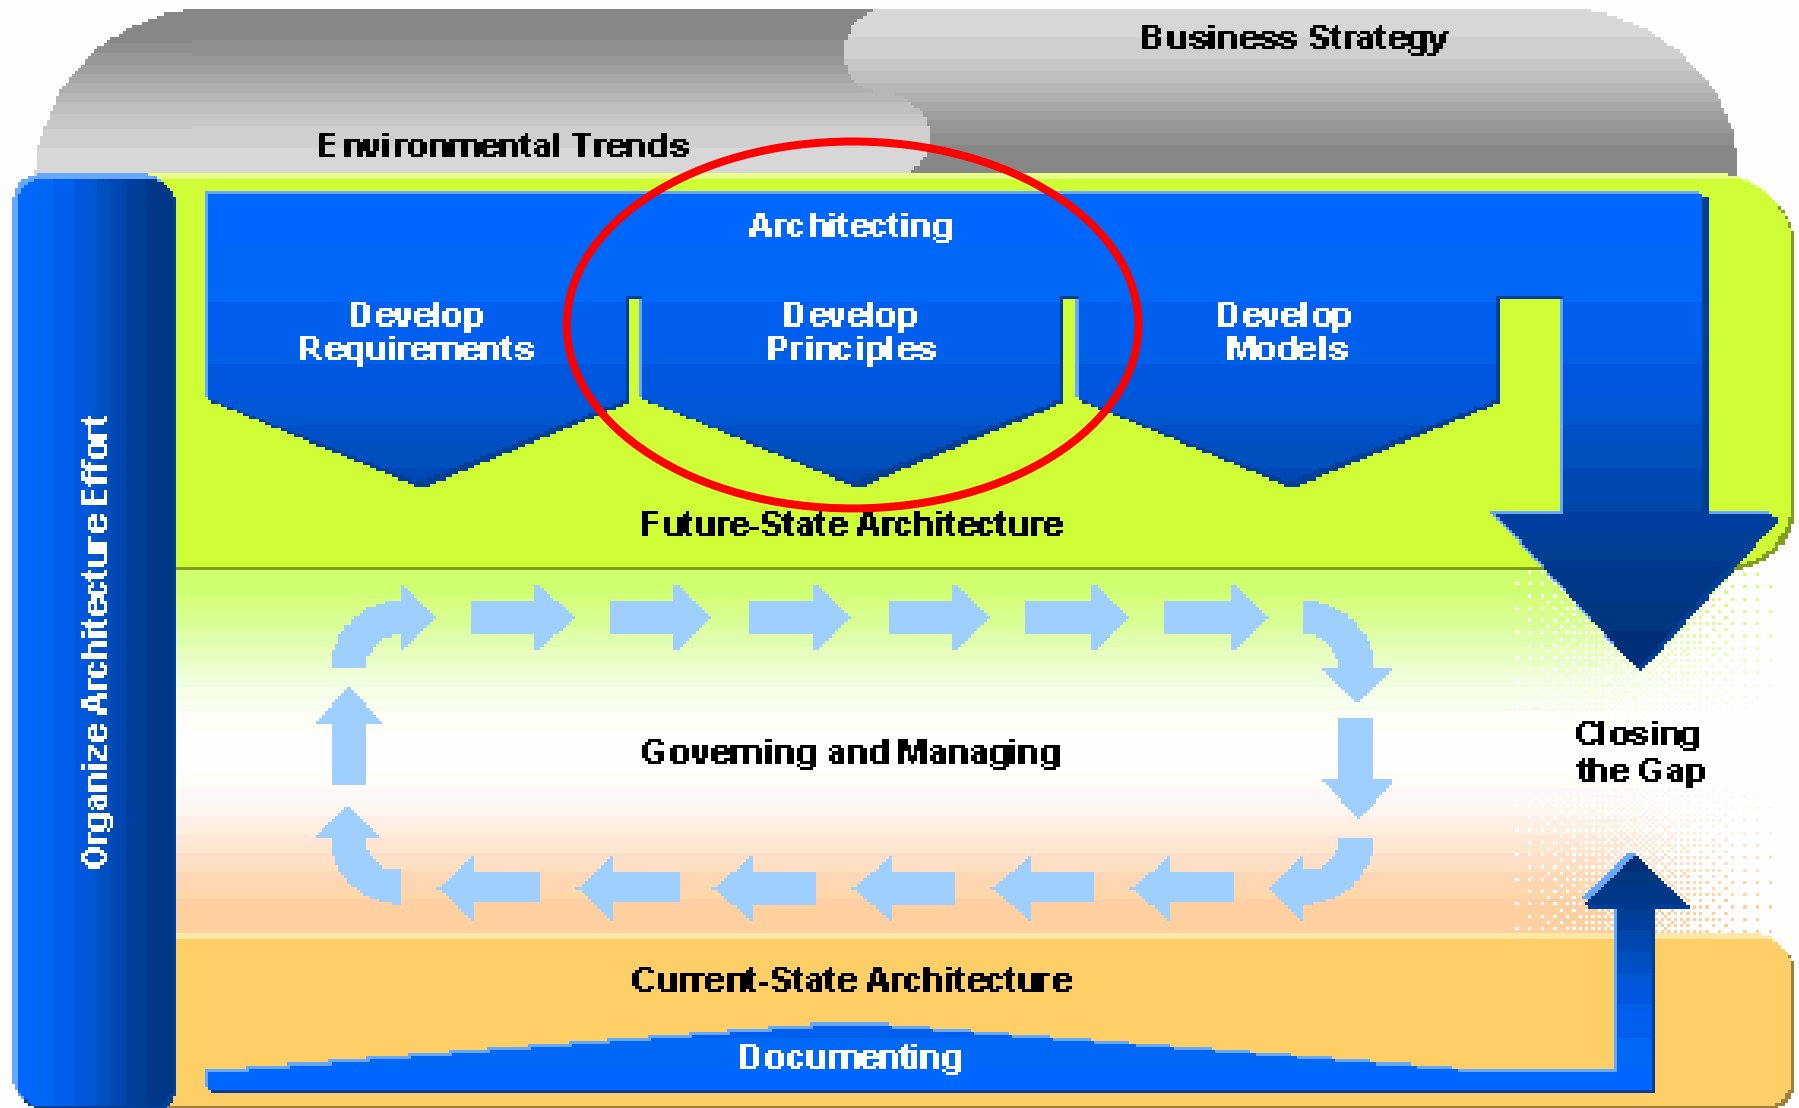 Business Strategy
Environmental Trends
Architecting
Develop
Requirements
Develop
Principles
Develop
Models
Organize Architecture Effort
Future-State Architecture
Governing and Managing
Closing
the Gap
Current-State Architecture
Documenting